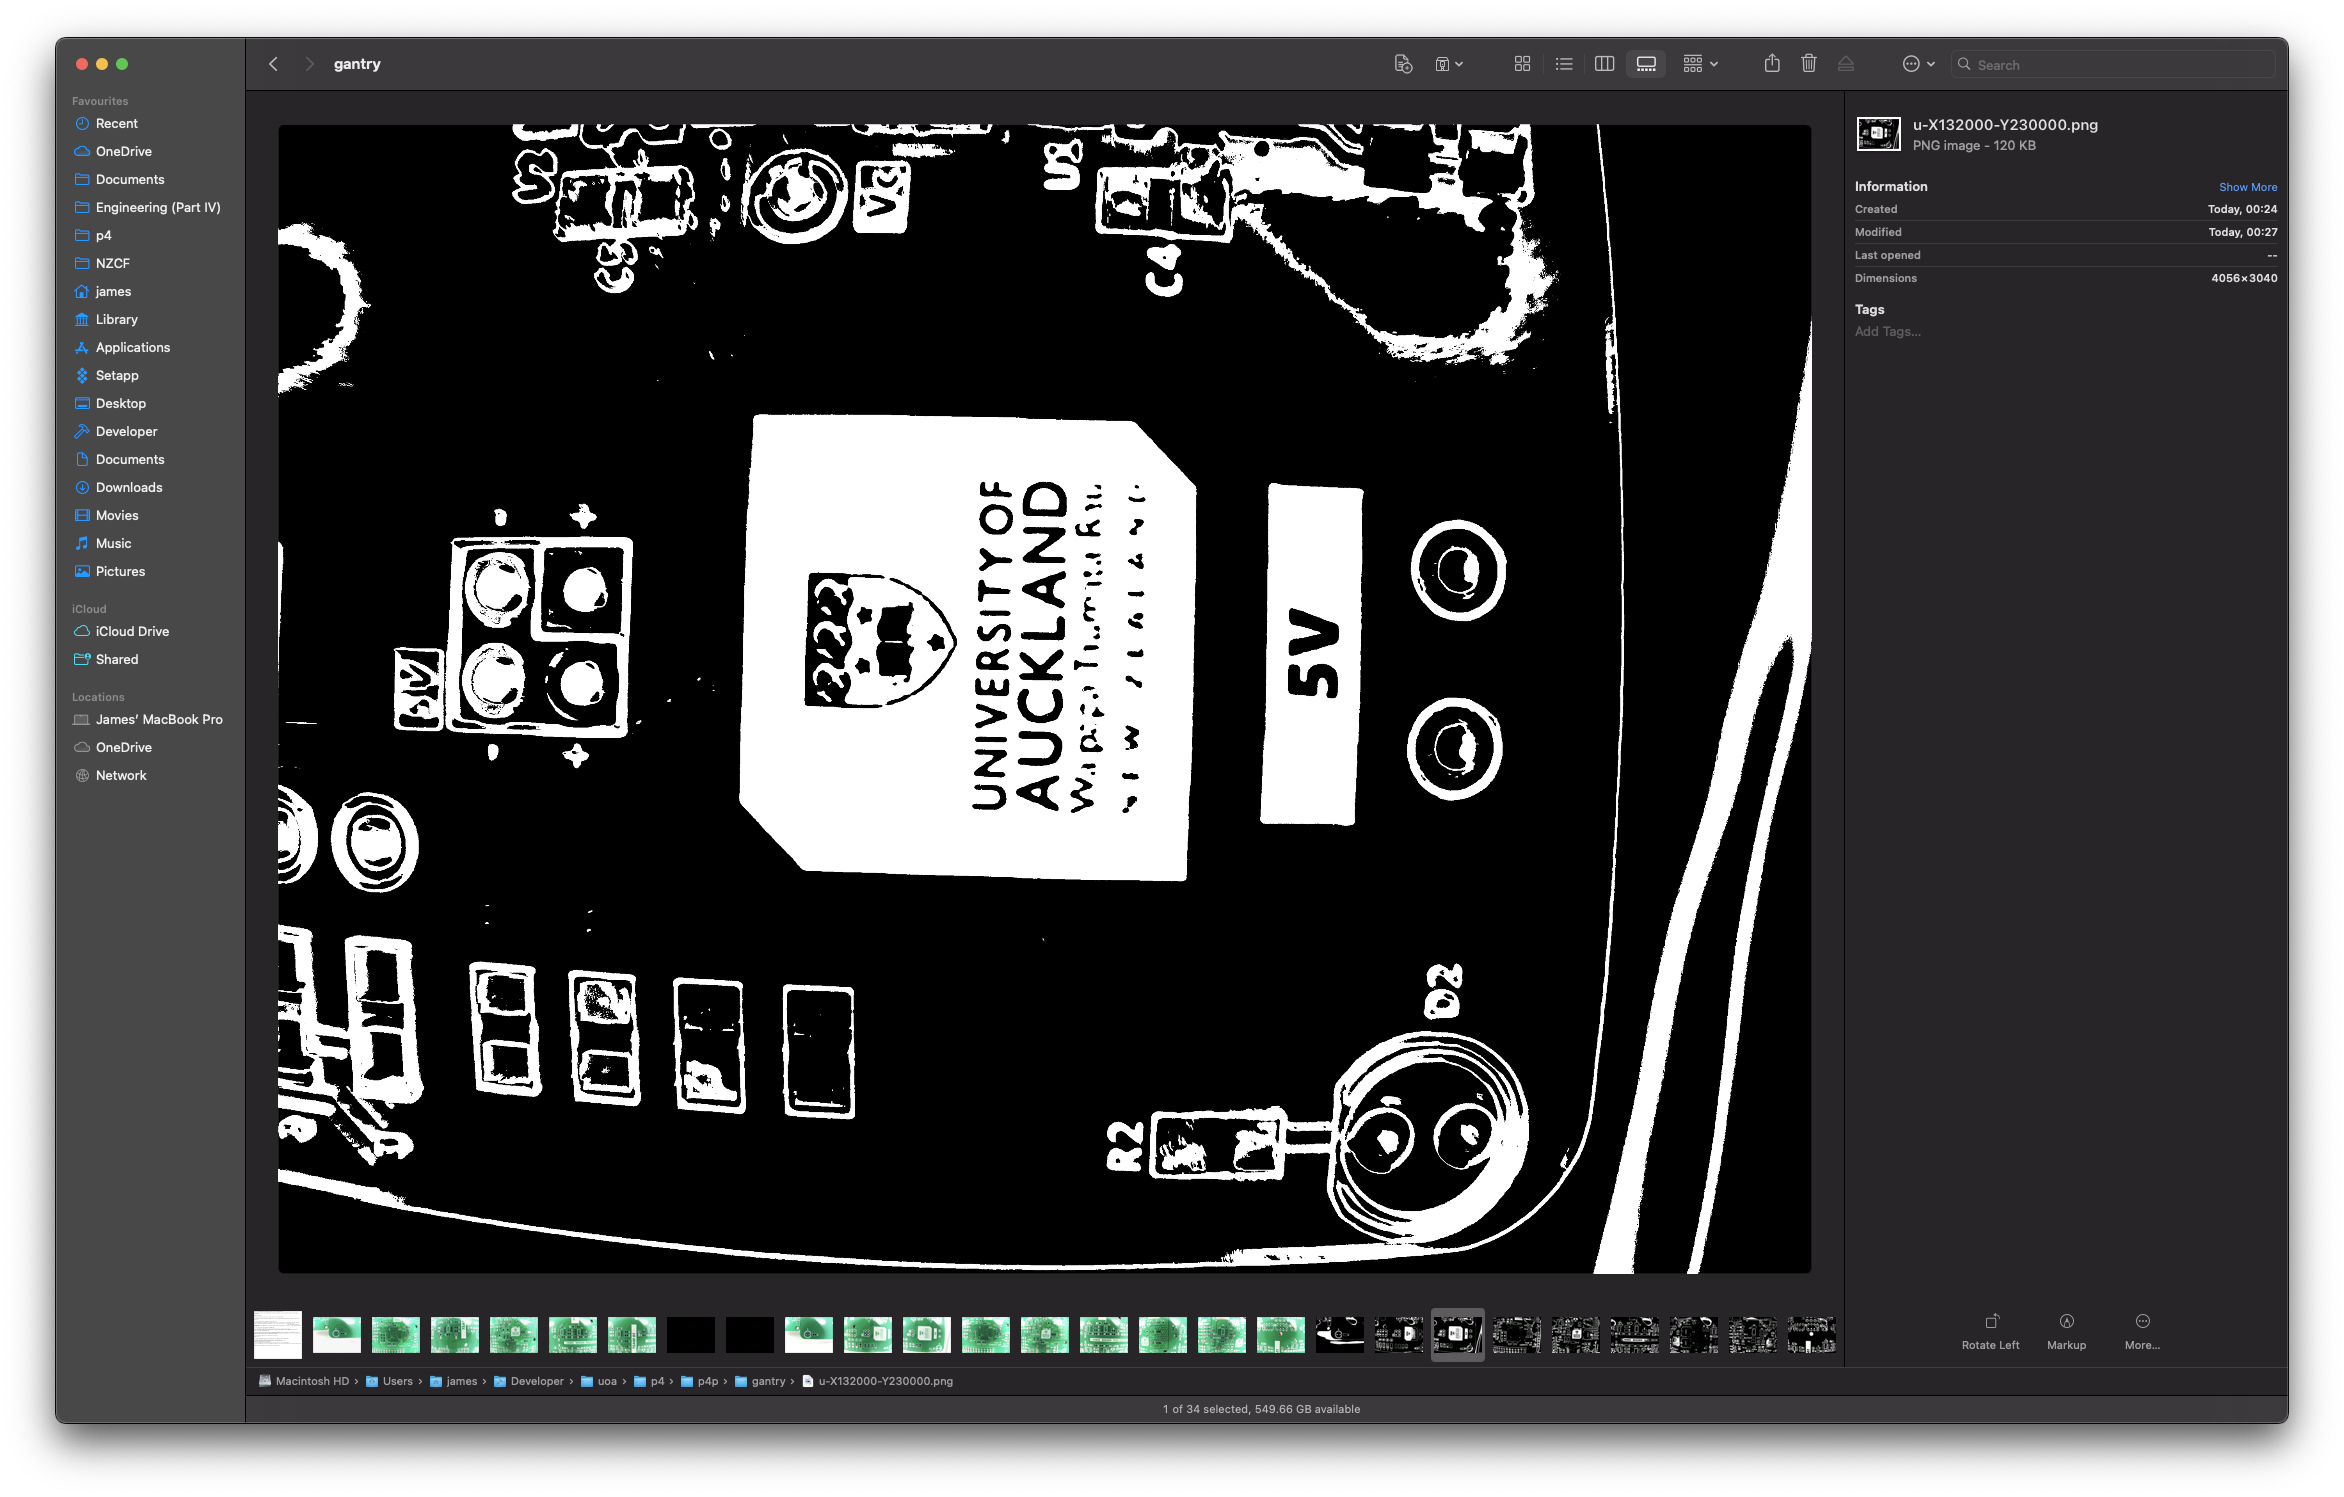 gantry
Search
Favourites
Recent
OneDrive
Documents
Engineering (Part IV)
p4
NZCF
james
Library
Applications
Setapp
Desktop
Developer
Documents
Downloads
Movies
Music
Pictures
iCloud
iCloud Drive
Shared
Locations
James' MacBook Pro
OneDrive
Network
C4
UNIVERSITY OF
AUCKLAND
5V
D2
R2
u-X132000-Y230000.png
PNG image - 120 KB
Information
Show More
Created
Today, 00:24
Modified
Today, 00:27
Last opened
--
Dimensions
4056×3040
Tags
Add Tags...
Rotate Left
Markup
More...
Macintosh HD › Users › james › Developer › uoa › p4 › p4p › gantry › u-X132000-Y230000.png
1 of 34 selected, 549.66 GB available